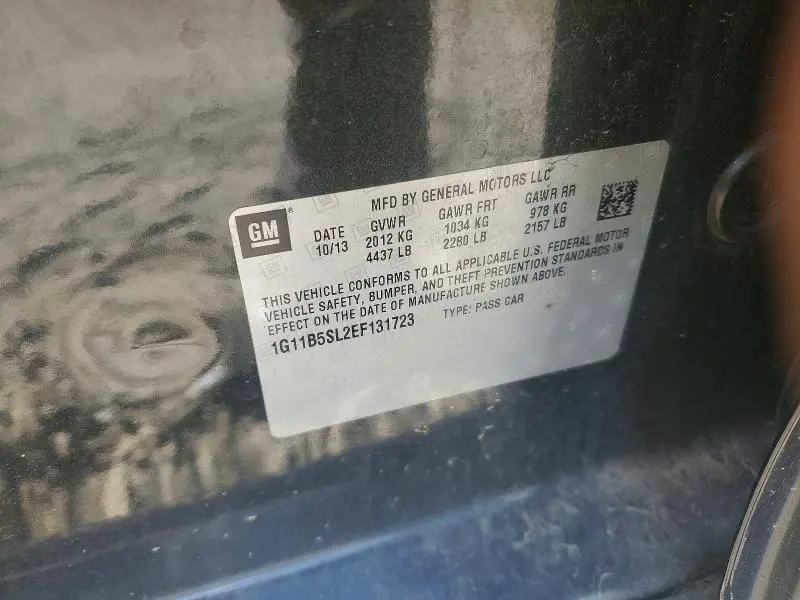 MFD BY GENERAL MOTORS LLC
GM ®
DATE GVWR GAWR FRT GAWR RR
10/13 2012 KG 1034 KG 978 KG
4437 LB 2280 LB 2157 LB
THIS VEHICLE CONFORMS TO ALL APPLICABLE U.S. FEDERAL MOTOR
VEHICLE SAFETY, BUMPER, AND THEFT PREVENTION STANDARDS IN
EFFECT ON THE DATE OF MANUFACTURE SHOWN ABOVE.
1G11B5SL2EF131723 TYPE: PASS CAR